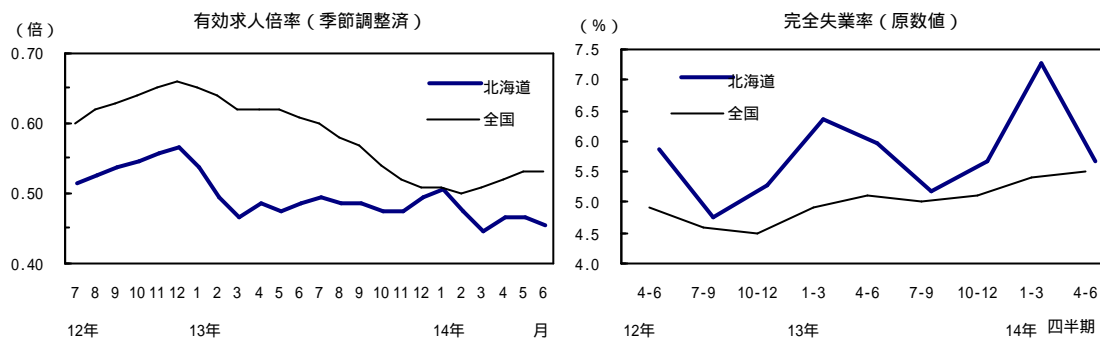 有効求人倍率（季節調整済）
（倍）
0.70
0.60
0.50
0.40
北海道
全国
7 8 9 10 11 12 1 2 3 4 5 6 7 8 9 10 11 12 1 2 3 4 5 6
12年 13年 14年 月
完全失業率（原数値）
（%）
7.5
7.0
6.5
6.0
5.5
5.0
4.5
4.0
北海道
全国
4-6 7-9 10-12 1-3 4-6 7-9 10-12 1-3 4-6
12年 13年 14年 四半期